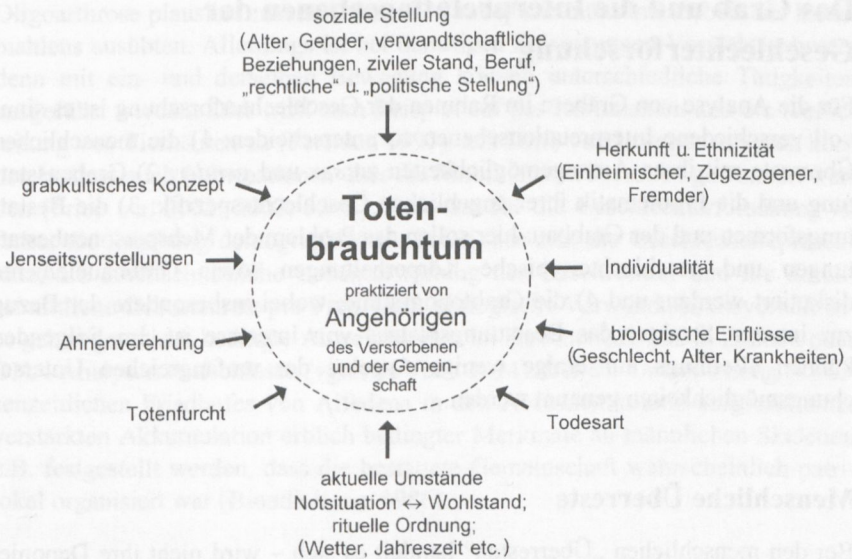 soziale Stellung
(Alter, Gender, verwandtschaftliche
Beziehungen, ziviler Stand, Beruf,
„rechtliche“ u. „politische Stellung“)
Herkunft u. Ethnizität
(Einheimischer, Zugezogener,
Fremder)
grabkultisches Konzept
Jenseitsvorstellungen
Ahnenverehrung
Totenfurcht
Toten-
brauchtum
praktiziert von
Angehörigen
des Verstorbenen
und der Gemein-
schaft
Individualität
biologische Einflüsse
(Geschlecht, Alter, Krankheiten)
Todesart
aktuelle Umstände
Notsituation ↔ Wohlstand;
rituelle Ordnung;
(Wetter, Jahreszeit etc.)